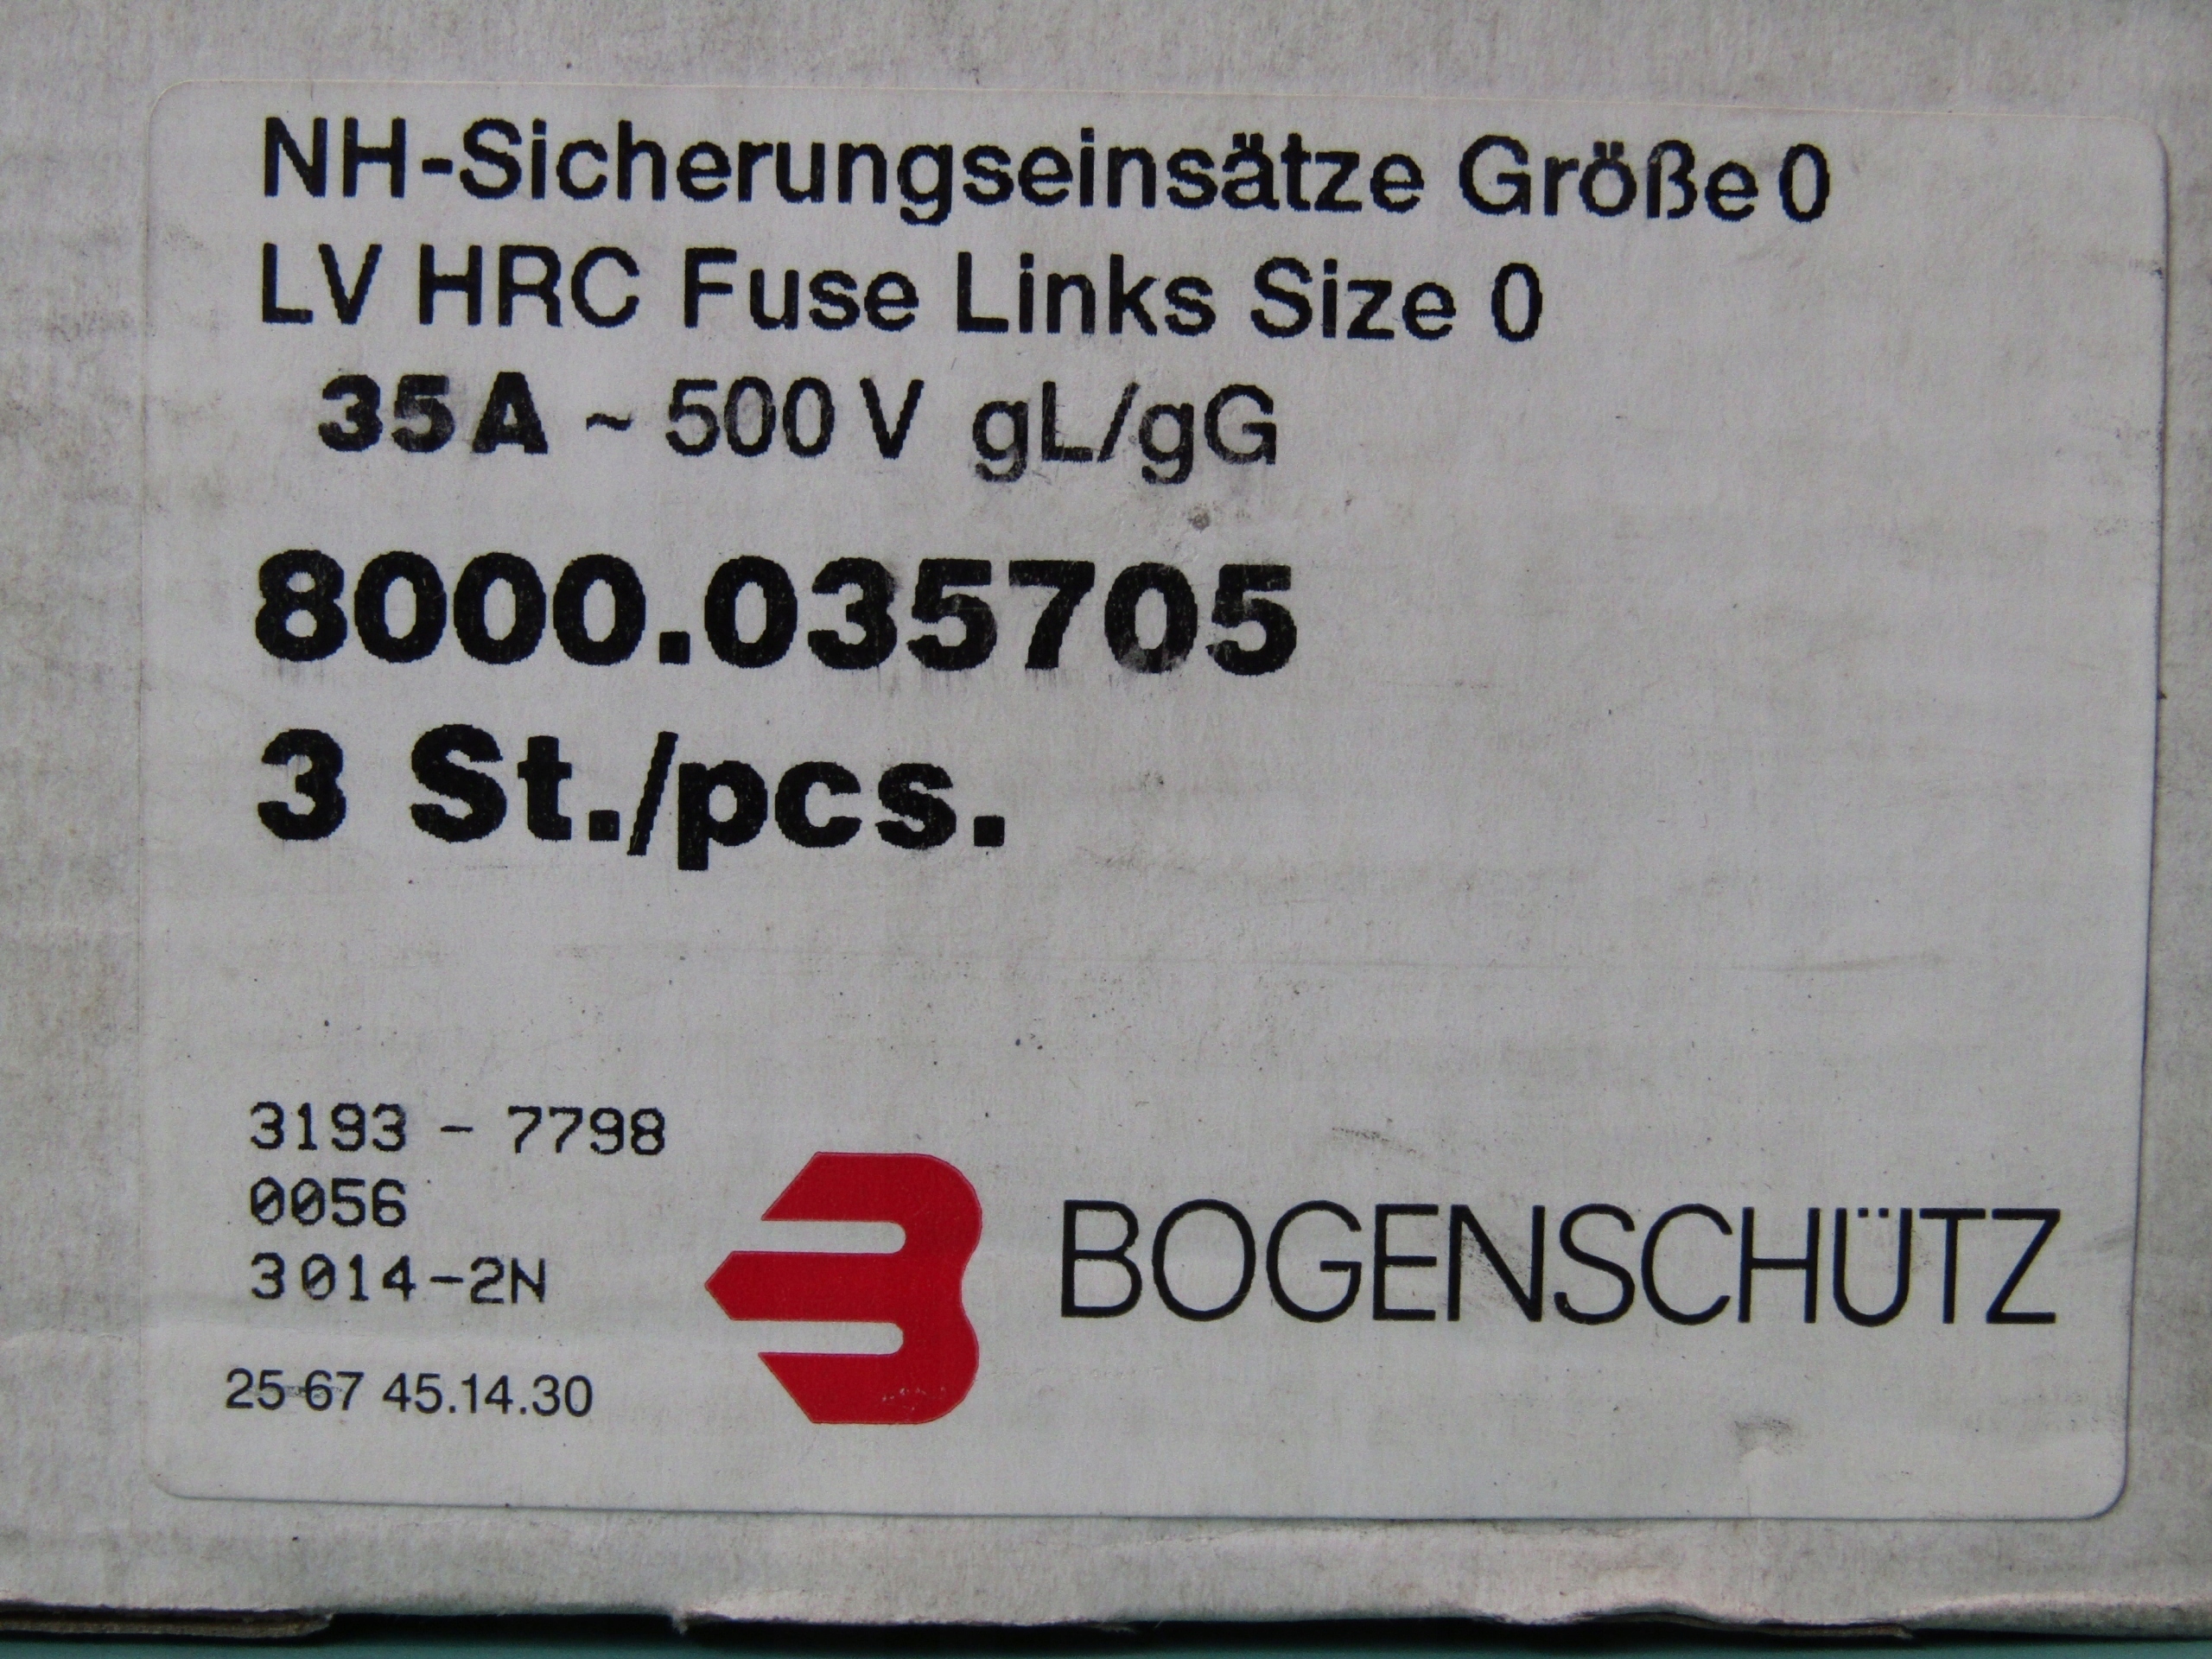 NH-Sicherungseinsätze Größe 0
LV HRC Fuse Links Size 0
35A ~ 500 V gL/gG
8000.035705
3 St./pcs.
3193 - 7798
0056
3014-2N
25-67 45.14.30
BOGENSCHÜTZ